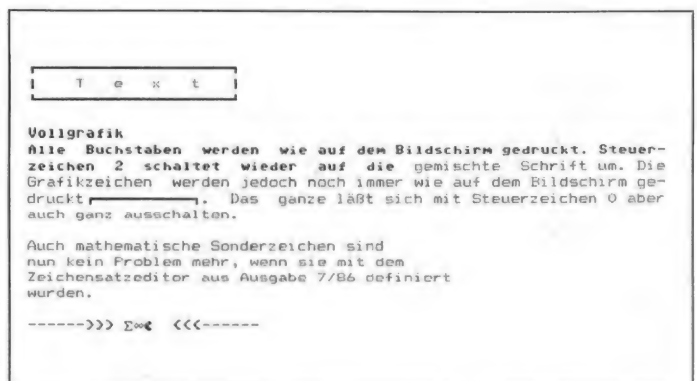 T e x t
Vollgrafik
Alle Buchstaben werden wie auf dem Bildschirm gedruckt. Steuer-
zeichen 2 schaltet wieder auf die gemischte Schrift um. Die
Grafikzeichen werden jedoch noch immer wie auf dem Bildschirm ge-
druckt. Das ganze läßt sich mit Steuerzeichen 0 aber
auch ganz ausschalten.
Auch mathematische Sonderzeichen sind
nun kein Problem mehr, wenn sie mit dem
Zeichensatzeditor aus Ausgabe 7/86 definiert
wurden.
------>>> Σ∞ <<<------